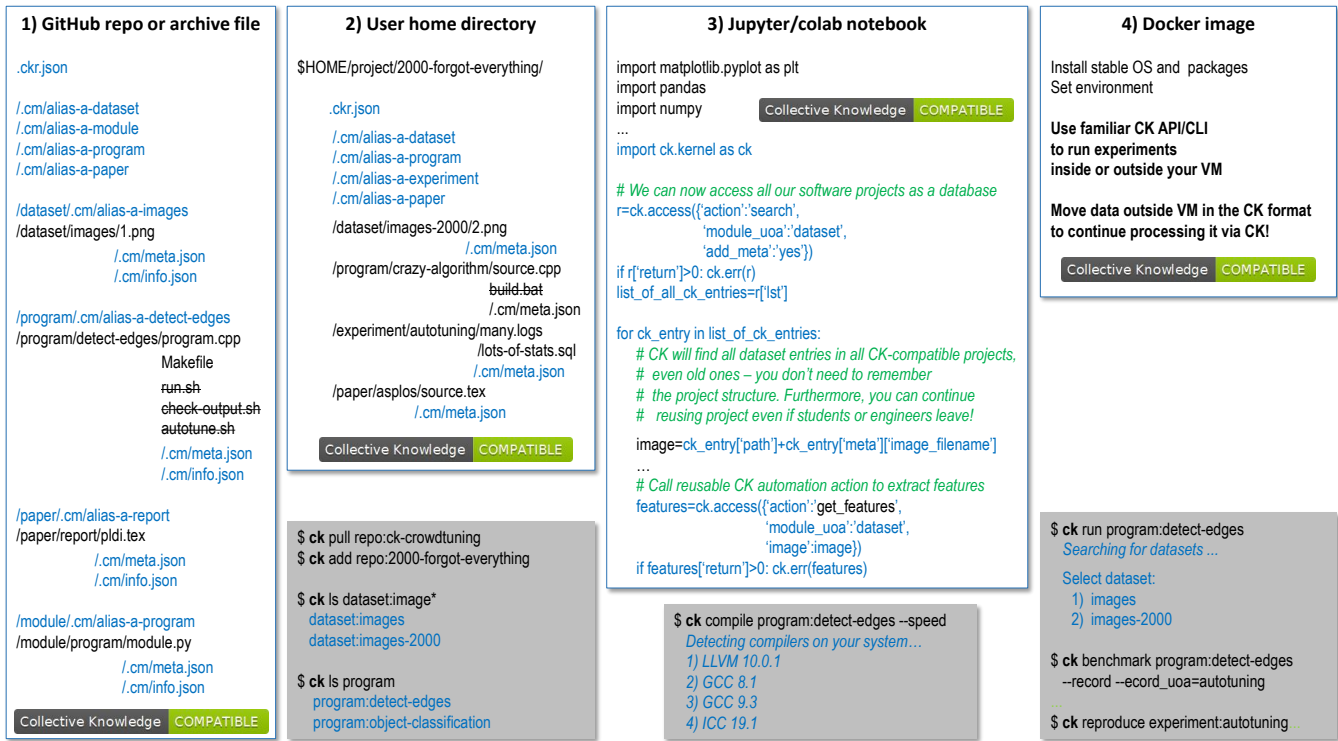 1) GitHub repo or archive file
.ckr.json
/.cm/alias-a-dataset
/.cm/alias-a-module
/.cm/alias-a-program
/.cm/alias-a-paper
/dataset/.cm/alias-a-images
/dataset/images/1.png
/.cm/meta.json
/.cm/info.json
/program/.cm/alias-a-detect-edges
/program/detect-edges/program.cpp
Makefile
run.sh
check-output.sh
autotune.sh
/.cm/meta.json
/.cm/info.json
/paper/.cm/alias-a-report
/paper/report/pldi.tex
/.cm/meta.json
/.cm/info.json
/module/.cm/alias-a-program
/module/program/module.py
/.cm/meta.json
/.cm/info.json
Collective Knowledge COMPATIBLE
2) User home directory
$HOME/project/2000-forgot-everything/
.ckr.json
/.cm/alias-a-dataset
/.cm/alias-a-program
/.cm/alias-a-experiment
/.cm/alias-a-paper
/dataset/images-2000/2.png
/.cm/meta.json
/program/crazy-algorithm/source.cpp
build.bat
/.cm/meta.json
/experiment/autotuning/many.logs
/lots-of-stats.sql
/.cm/meta.json
/paper/asplos/source.tex
/.cm/meta.json
Collective Knowledge COMPATIBLE
$ ck pull repo:ck-crowdtuning
$ ck add repo:2000-forgot-everything
$ ck ls dataset:image*
dataset:images
dataset:images-2000
$ ck ls program
program:detect-edges
program:object-classification
3) Jupyter/colab notebook
import matplotlib.pyplot as plt
import pandas
import numpy
Collective Knowledge COMPATIBLE
...
import ck.kernel as ck
# We can now access all our software projects as a database
r=ck.access({‘action’:’search’,
‘module_uoa’:’dataset’,
‘add_meta’:’yes’})
if r[‘return’]>0: ck.err(r)
list_of_all_ck_entries=r[‘lst’]
for ck_entry in list_of_ck_entries:
# CK will find all dataset entries in all CK-compatible projects,
# even old ones – you don’t need to remember
# the project structure. Furthermore, you can continue
# reusing project even if students or engineers leave!
image=ck_entry[‘path’]+ck_entry[‘meta’][‘image_filename’]
…
# Call reusable CK automation action to extract features
features=ck.access({‘action’:’get_features’,
‘module_uoa’:’dataset’,
‘image’:image})
if features[‘return’]>0: ck.err(features)
$ ck compile program:detect-edges --speed
Detecting compilers on your system…
1) LLVM 10.0.1
2) GCC 8.1
3) GCC 9.3
4) ICC 19.1
4) Docker image
Install stable OS and packages
Set environment
Use familiar CK API/CLI
to run experiments
inside or outside your VM
Move data outside VM in the CK format
to continue processing it via CK!
Collective Knowledge COMPATIBLE
$ ck run program:detect-edges
Searching for datasets ...
Select dataset:
1) images
2) images-2000
$ ck benchmark program:detect-edges
--record --ecord_uoa=autotuning
...
$ ck reproduce experiment:autotuning...